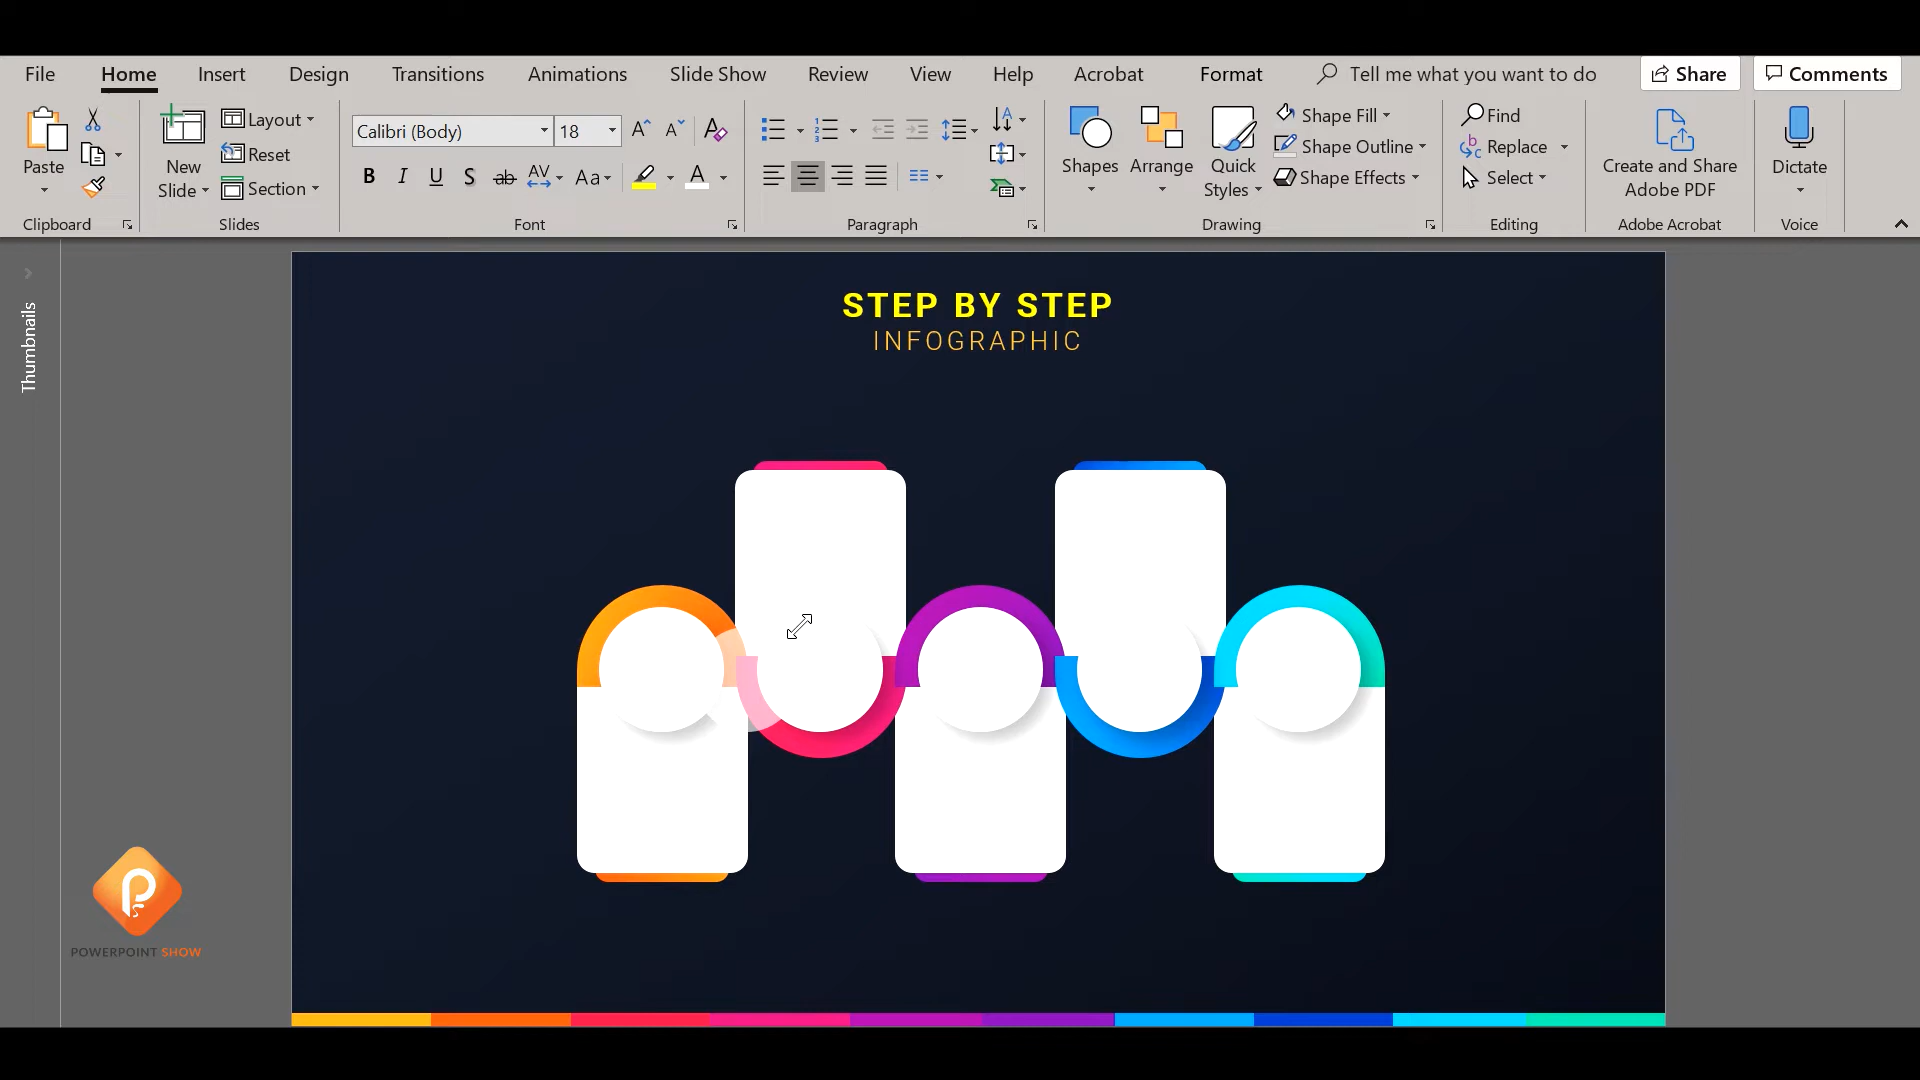 File Home Insert Design Transitions Animations Slide Show Review View Help Acrobat Format Tell me what you want to do Share Comments
Paste
New Slide
Layout
Reset
Section
Calibri (Body) 18
B I U S ab AV Aa A
Shapes
Arrange
Quick Styles
Shape Fill
Shape Outline
Shape Effects
Find
Replace
Select
Create and Share Adobe PDF
Dictate
Clipboard Slides Font Paragraph Drawing Editing Adobe Acrobat Voice
Thumbnails
STEP BY STEP
INFOGRAPHIC
POWERPOINT SHOW